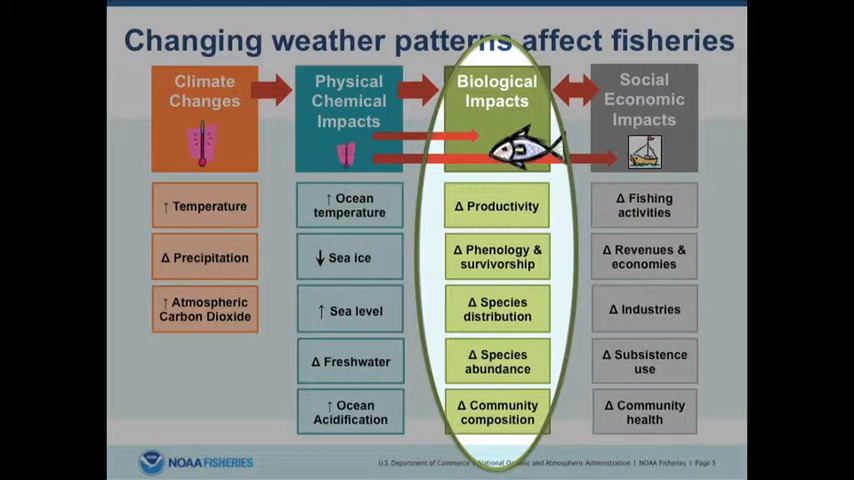 Changing weather patterns affect fisheries
Climate
Changes
Physical
Chemical
Impacts
Biological
Impacts
Social
Economic
Impacts
↑ Temperature
Δ Precipitation
↑ Atmospheric
Carbon Dioxide
↑ Ocean
temperature
↓ Sea ice
↑ Sea level
Δ Freshwater
↑ Ocean
Acidification
Δ Productivity
Δ Phenology &
survivorship
Δ Species
distribution
Δ Species
abundance
Δ Community
composition
Δ Fishing
activities
Δ Revenues &
economies
Δ Industries
Δ Subsistence
use
Δ Community
health
NOAA FISHERIES
U.S. Department of Commerce | National Oceanic and Atmospheric Administration | NOAA Fisheries | Page 5